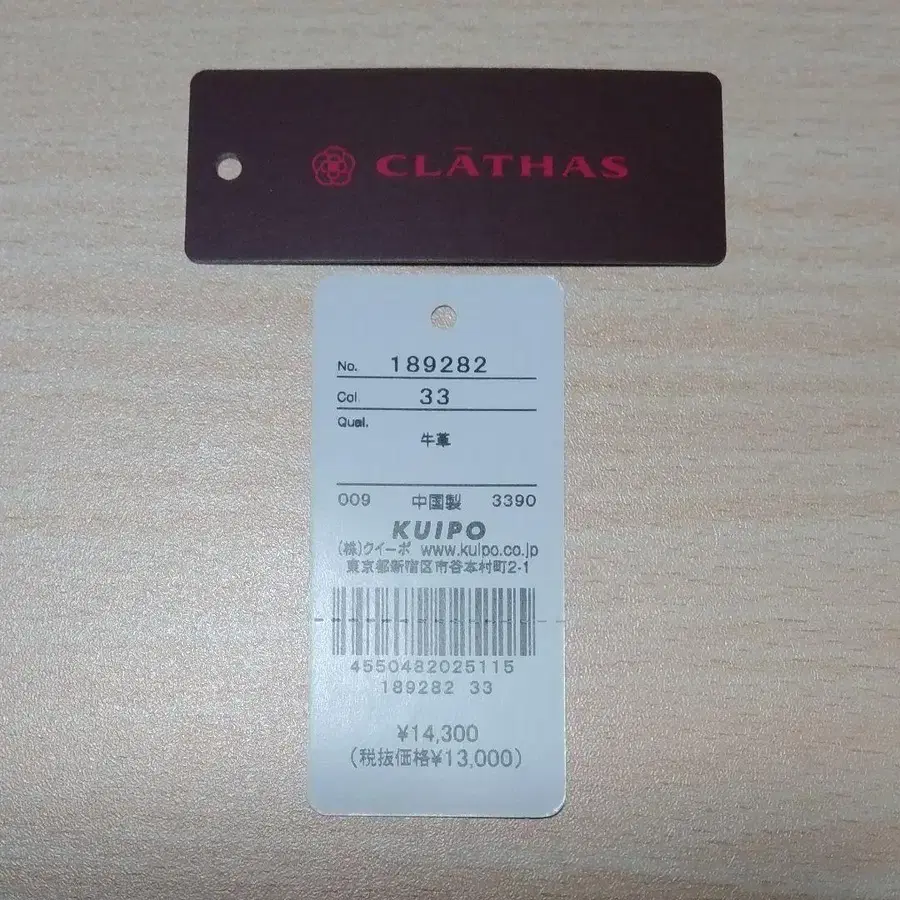 CLĀTHAS
No. 189282
Col. 33
Qual.
牛革
009 中国製 3390
KUIPO
(株)クイーポ www.kuipo.co.jp
東京都新宿区市谷本村町2-1
4550482025115
189282 33
¥14,300
(税抜価格¥13,000)